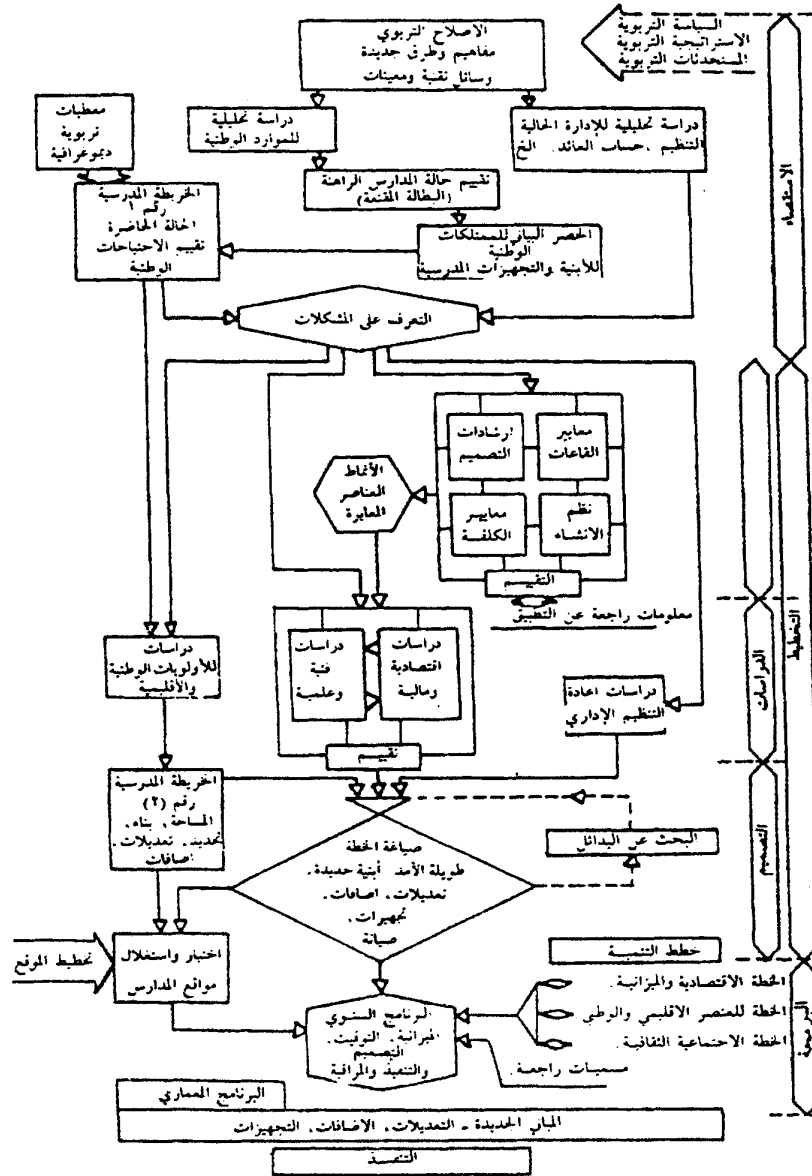 السياسة التربوية
الاستراتيجية التربوية
المستحدثات التربوية
الاصلاح التربوي
مفاهيم وطرق جديدة
وسائل تقنية ومعينات
معطيات
تربوية
ديموغرافية
دراسة تحليلية
للموارد الوطنية
دراسة تحليلية للإدارة الحالية
التنظيم ، حساب العائد. الخ
تقييم حالة المدارس الراهنة
(البطالة المقنعة)
الخريطة المدرسية
رقم ١
الحالة الحاضرة
تقييم الاحتياجات
الوطنية
الحصر البياني للممتلكات
الوطنية
للأبنية والتجهيزات المدرسية
الاستقصاء
التعرف على المشكلات
معايير
القاعات
ارشادات
التصميم
نظم
الانشاء
معايير
الكلفة
التقييم
الأنماط
العناصر
المعايرة
معلومات راجعة عن التطبيق
دراسات
للأولويات الوطنية
والأقليمية
دراسات
فنية
وعلمية
دراسات
اقتصادية
ومالية
تقييم
دراسات اعادة
التنظيم الإداري
الدراسات
التخطيط
الخريطة المدرسية
رقم (٢)
المساحة، بناء،
تجديد، تعديلات،
اضافات
صياغة الخطة
طويلة الأمد أبنية جديدة،
تعديلات، اضافات،
تجهيزات،
صيانة
البحث عن البدائل
التصميم
تخطيط الموقع
اختيار واستغلال
مواقع المدارس
خطط التنمية
الخطة الاقتصادية والميزانية.
الخطة للعنصر الاقليمي والوطني
الخطة الاجتماعية الثقافية.
مسميات راجعة.
البرنامج السنوي
الميزانية، التوقيت،
التصميم
والتنفيذ والمراقبة
البرمجة
البرنامج المعماري
المباني الجديدة - التعديلات، الاضافات، التجهيزات
التنفيذ